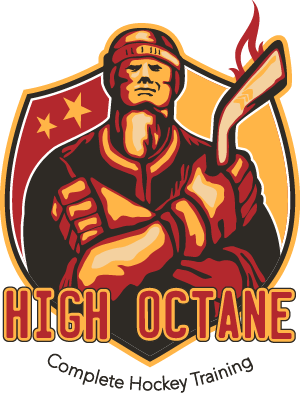 HIGH OCTANE
Complete Hockey Training